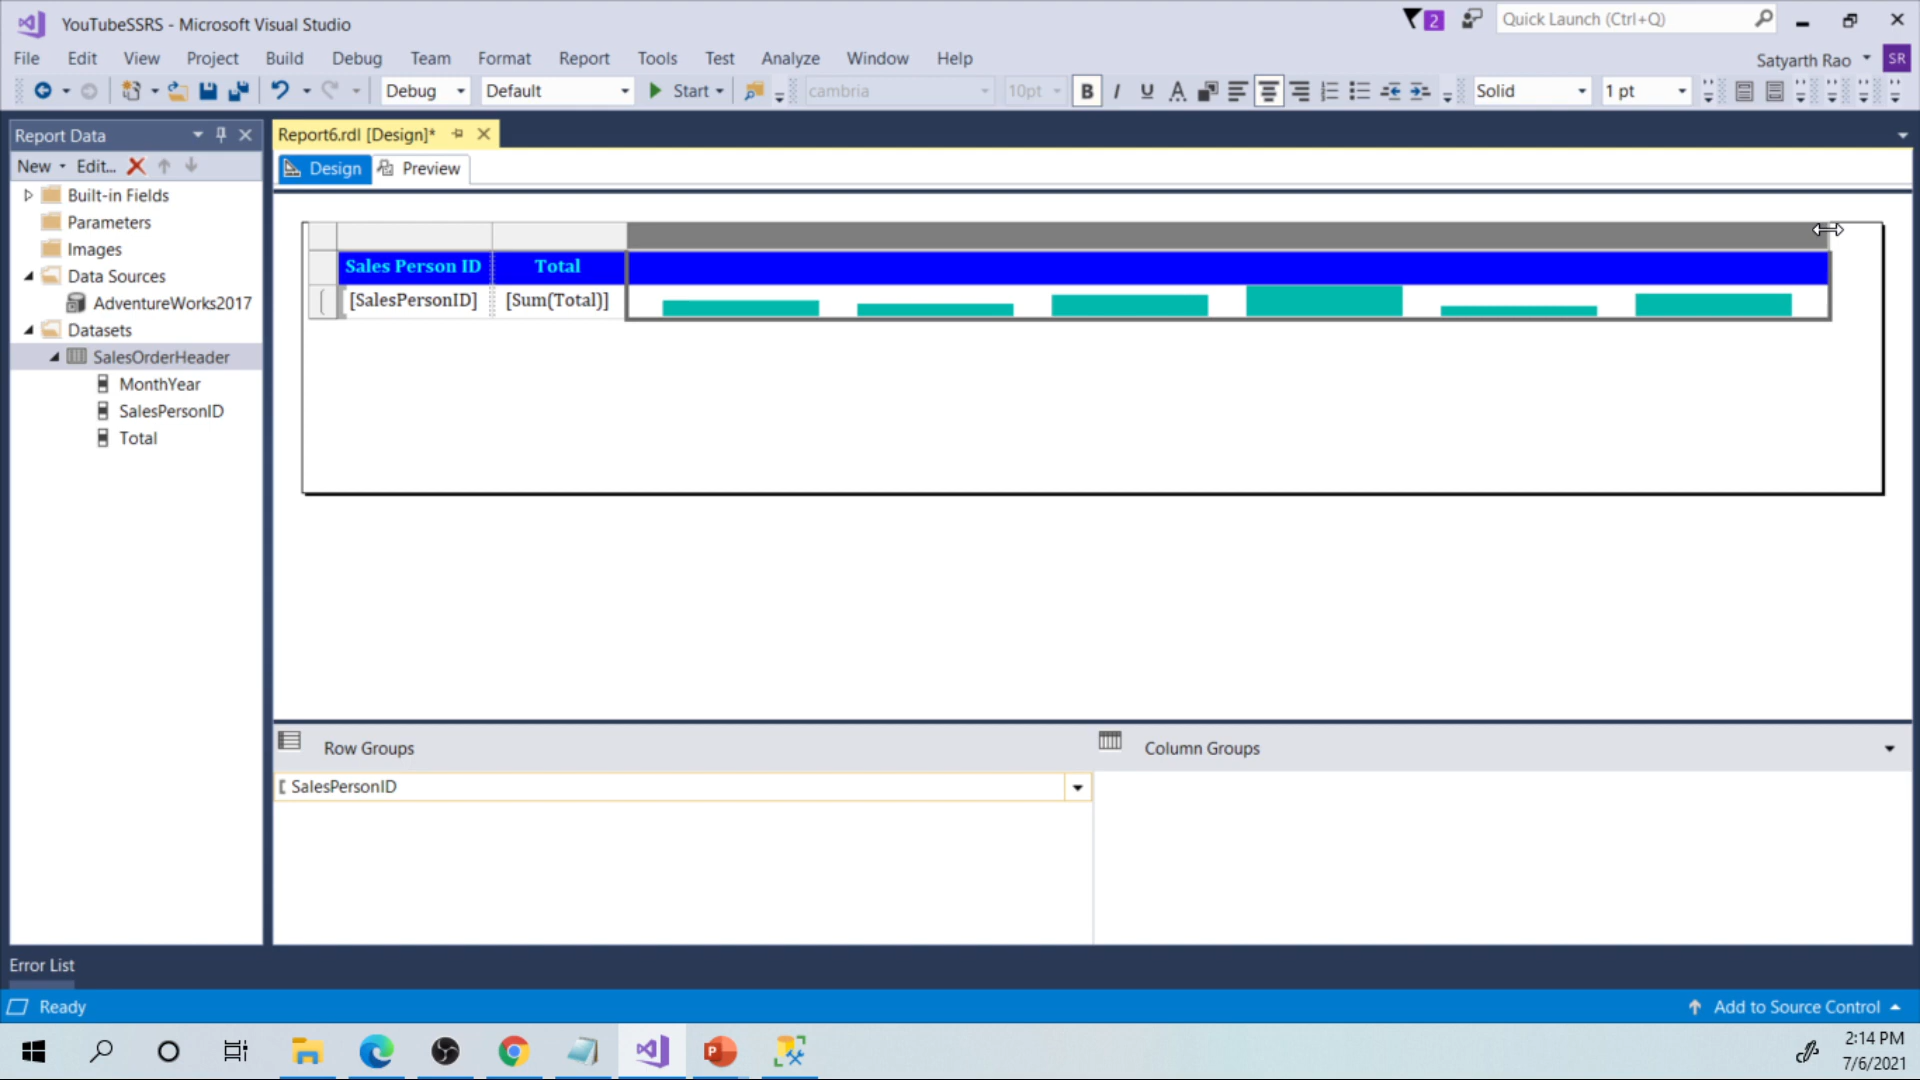 YouTubeSSRS - Microsoft Visual Studio
2
Quick Launch (Ctrl+Q)
File Edit View Project Build Debug Team Format Report Tools Test Analyze Window Help
Satyarth Rao SR
Debug Default Start cambria 10pt B I U A Solid 1 pt
Report Data
Report6.rdl [Design]*
New Edit...
Design Preview
Built-in Fields
Parameters
Images
Data Sources
AdventureWorks2017
Datasets
SalesOrderHeader
MonthYear
SalesPersonID
Total
Sales Person ID Total
[SalesPersonID] [Sum(Total)]
Row Groups
Column Groups
SalesPersonID
Error List
Ready
Add to Source Control
2:14 PM
7/6/2021